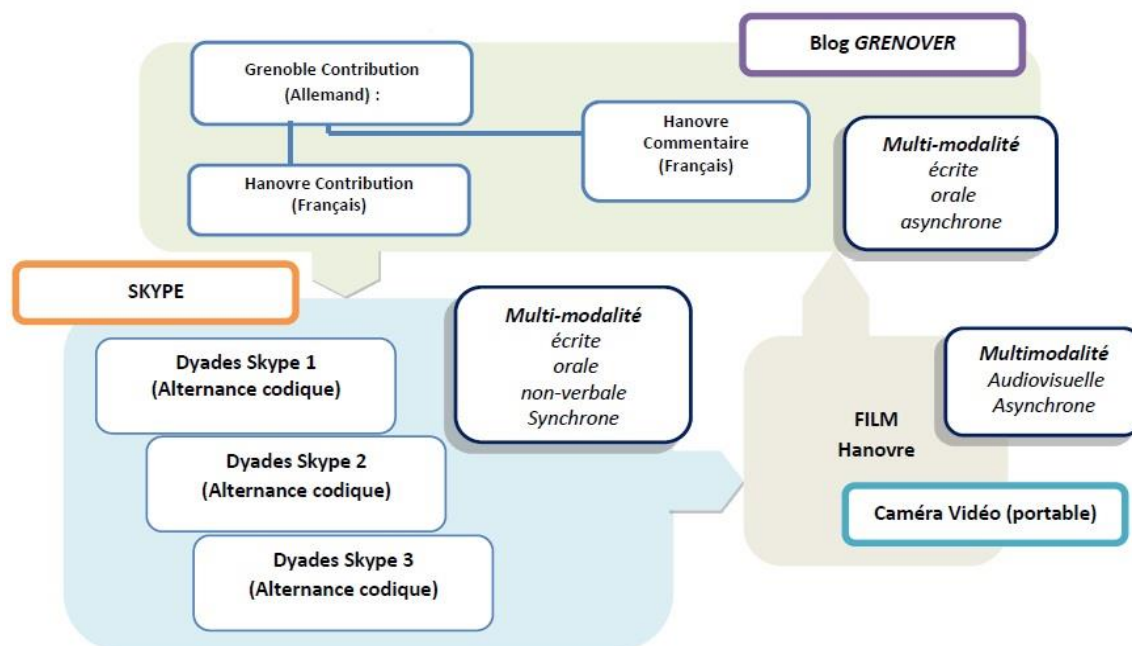 Blog GRENOVER
Grenoble Contribution
(Allemand) :
Hanovre
Commentaire
(Français)
Hanovre Contribution
(Français)
Multi-modalité
écrite
orale
asynchrone
SKYPE
Dyades Skype 1
(Alternance codique)
Dyades Skype 2
(Alternance codique)
Dyades Skype 3
(Alternance codique)
Multi-modalité
écrite
orale
non-verbale
Synchrone
Multimodalité
Audiovisuelle
Asynchrone
FILM
Hanovre
Caméra Vidéo (portable)